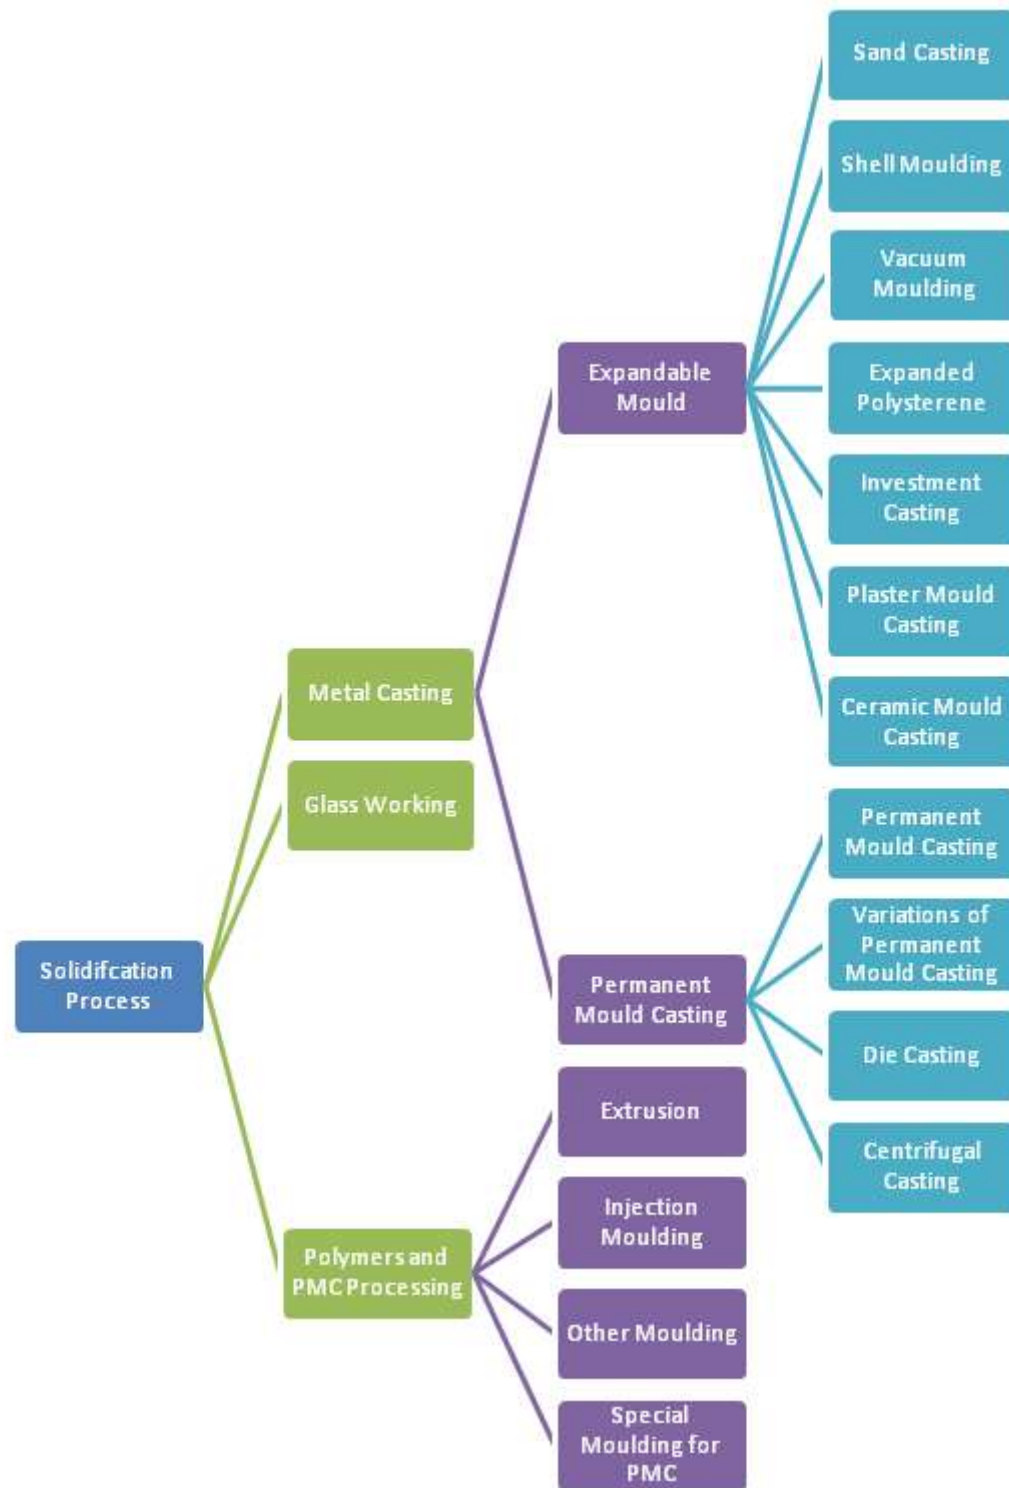 Sand Casting
Shell Moulding
Vacuum
Moulding
Expandable
Mould
Expanded
Polysterene
Investment
Casting
Plaster Mould
Casting
Metal Casting
Ceramic Mould
Casting
Glass Working
Permanent
Mould Casting
Variations of
Permanent
Mould Casting
Solidifcation
Process
Permanent
Mould Casting
Die Casting
Extrusion
Centrifugal
Casting
Injection
Moulding
Polymers and
PMC Processing
Other Moulding
Special
Moulding for
PMC